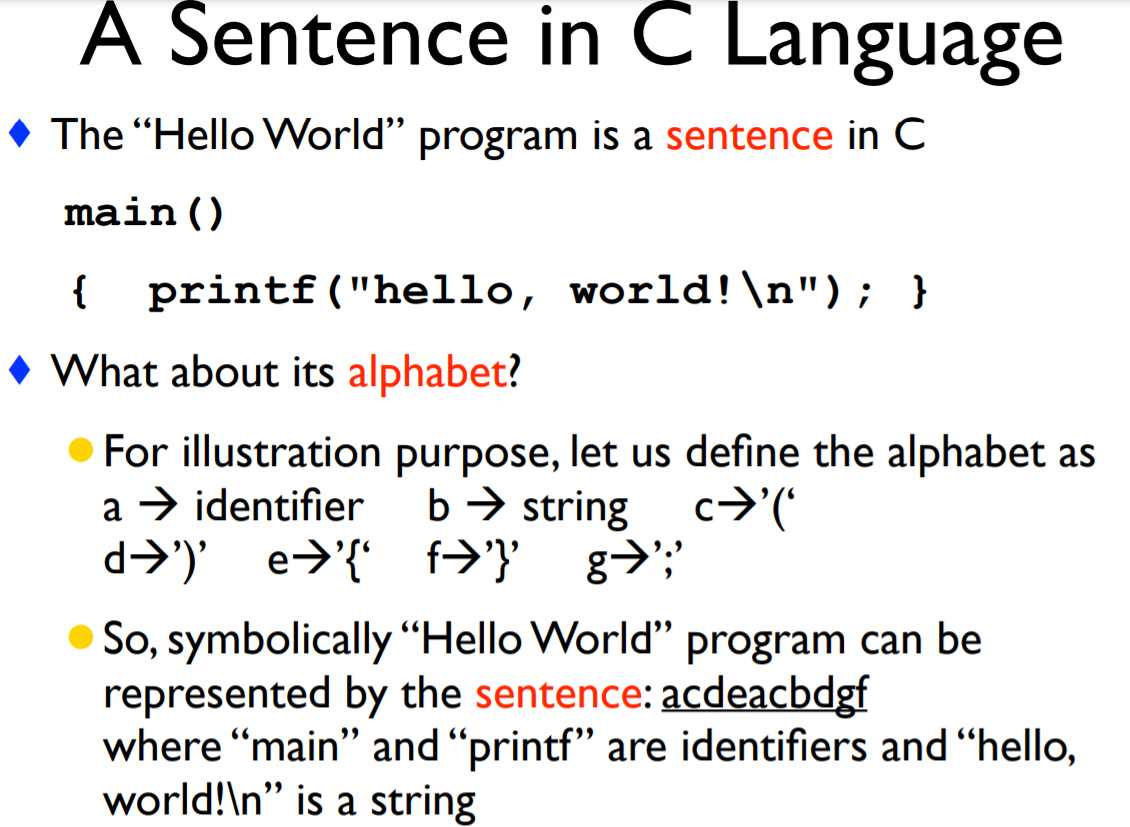 A Sentence in C Language
The “Hello World” program is a sentence in C
main()
{ printf("hello, world!\n"); }
What about its alphabet?
For illustration purpose, let us define the alphabet as
a → identifier b → string c→’(‘
d→’)’ e→’{‘ f→’}’ g→’;’
So, symbolically “Hello World” program can be
represented by the sentence: acdeacbdgf
where “main” and “printf” are identifiers and “hello,
world!\n” is a string